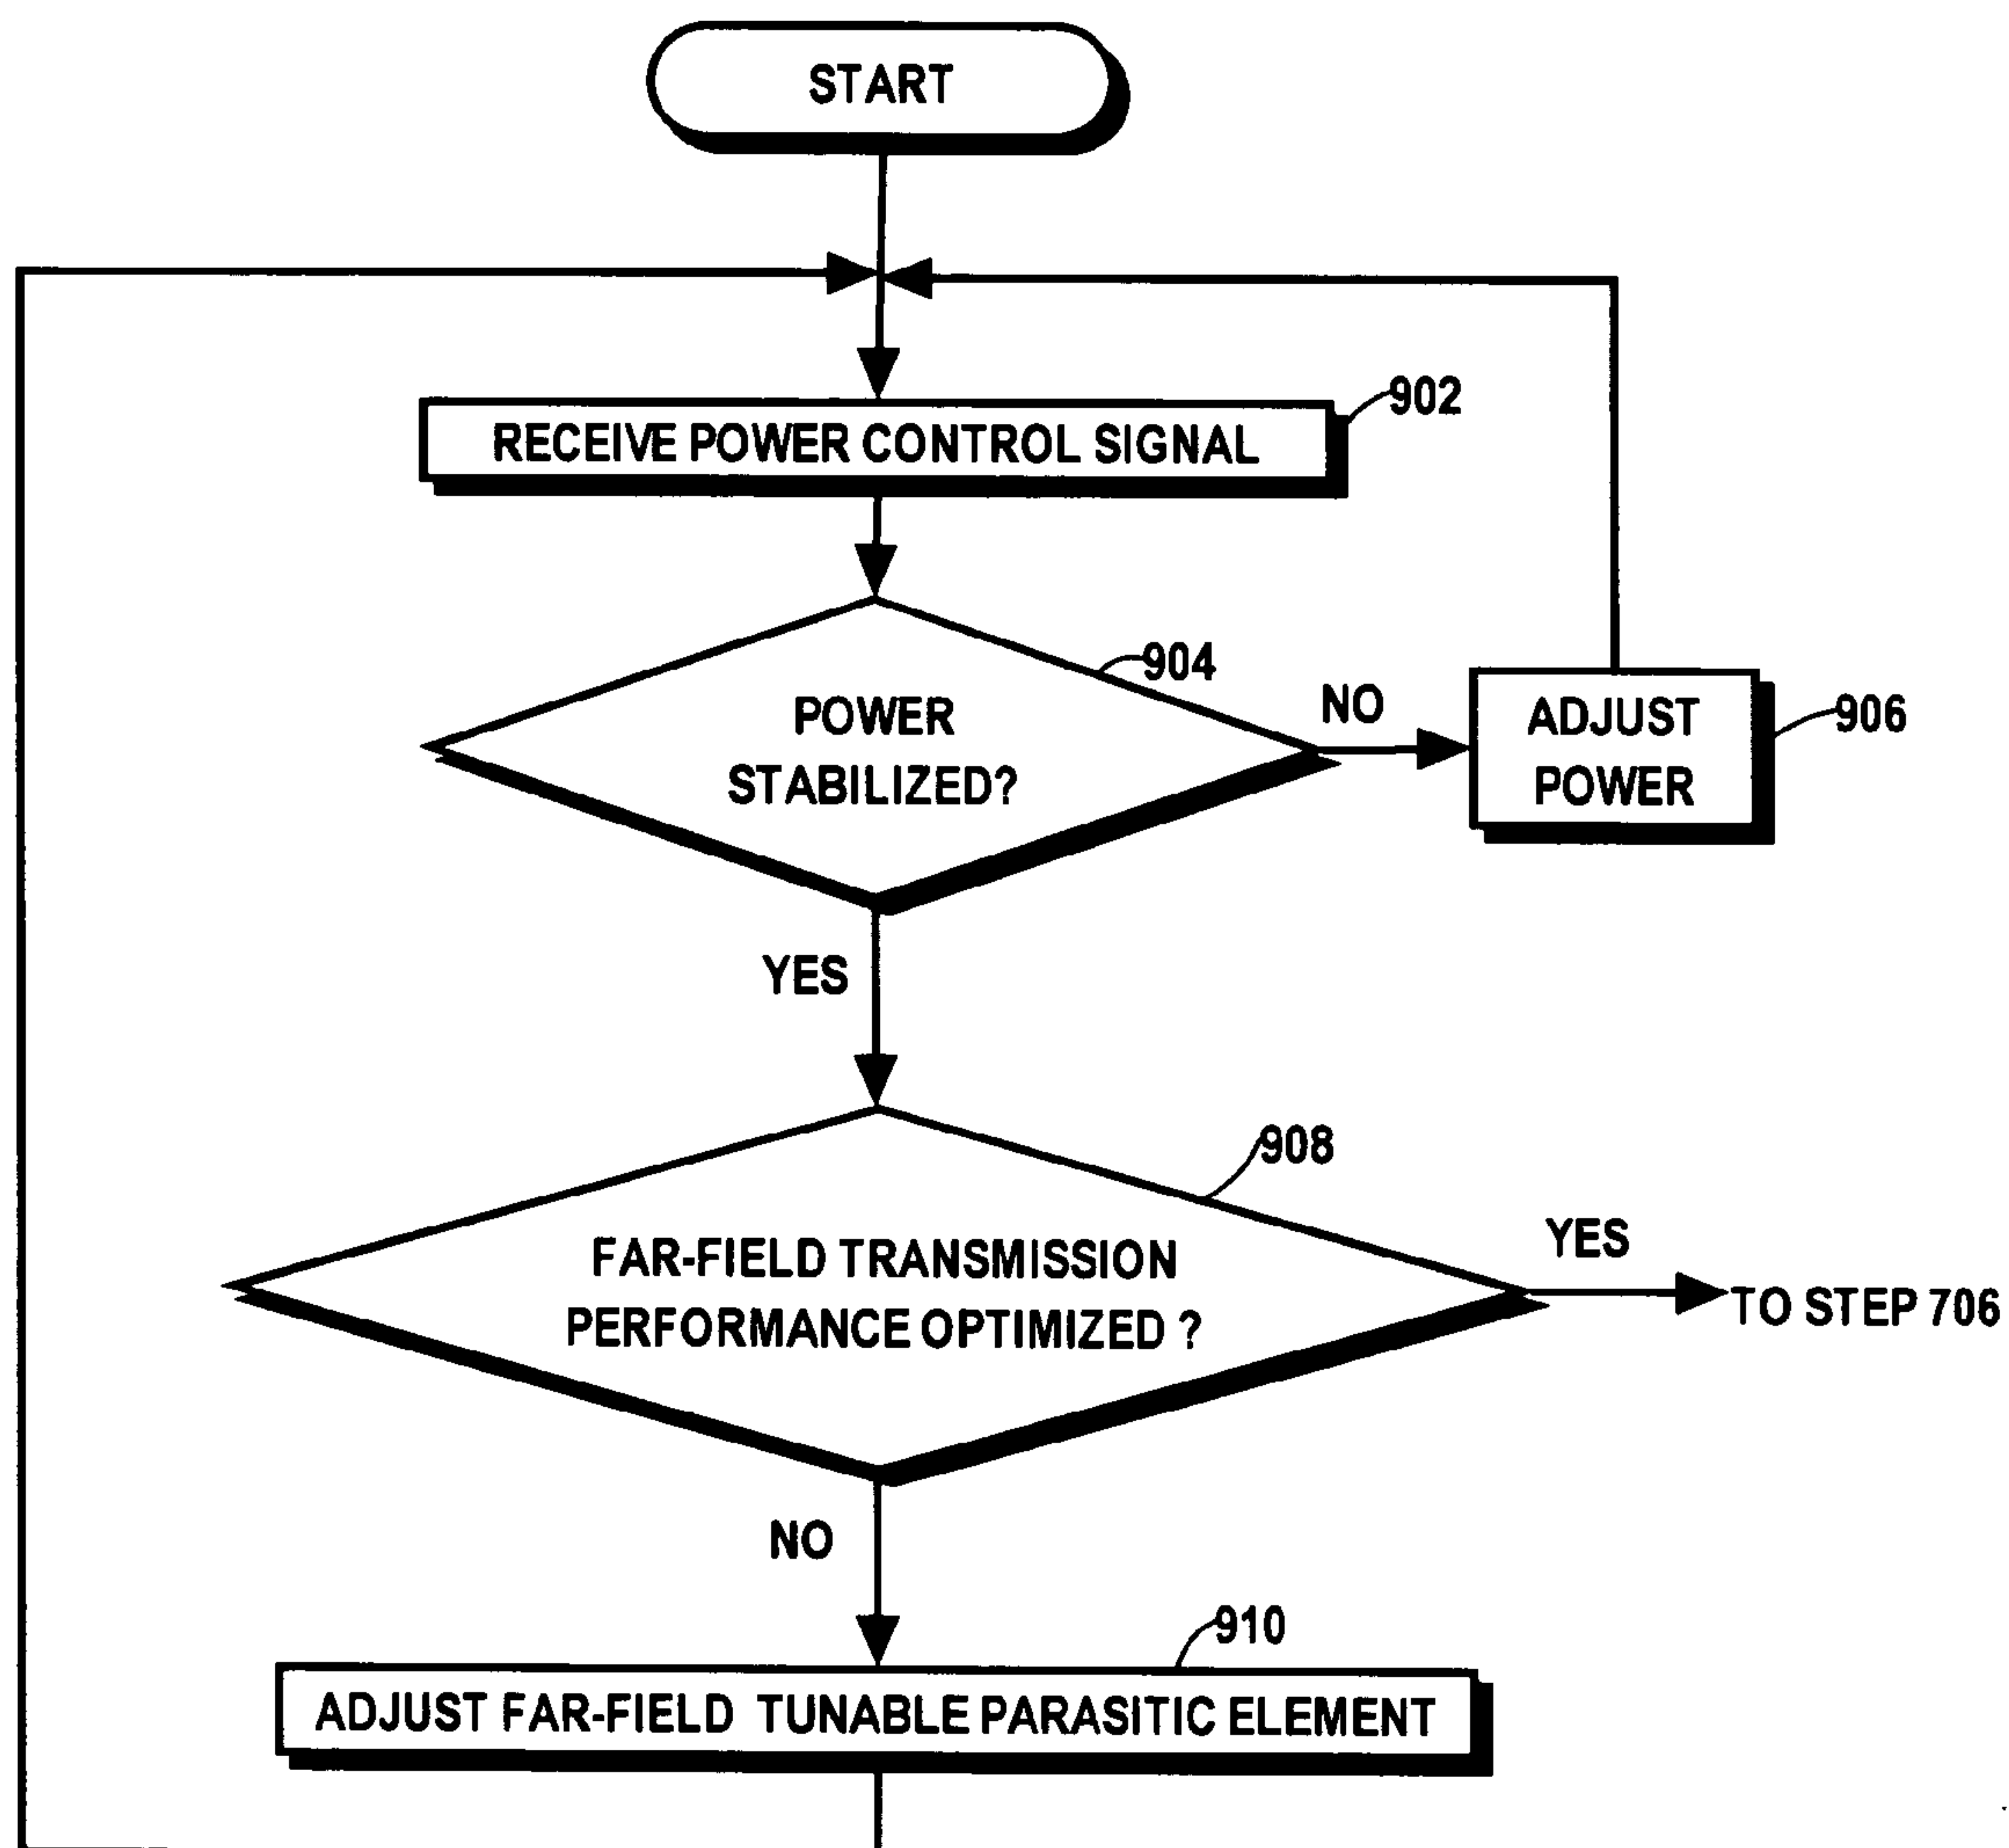 START
902
RECEIVE POWER CONTROL SIGNAL
904
POWER
STABILIZED?
NO
ADJUST
POWER
906
YES
908
FAR-FIELD TRANSMISSION
PERFORMANCE OPTIMIZED ?
YES
TO STEP 706
NO
910
ADJUST FAR-FIELD TUNABLE PARASITIC ELEMENT